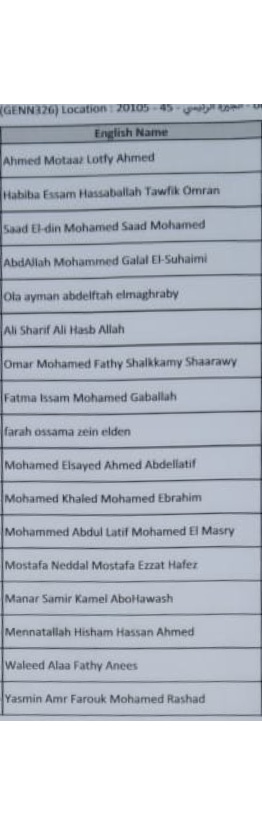 (GENN326) Location : 20105 - 45 -
English Name
Ahmed Motaaz Lotfy Ahmed
Habiba Essam Hassaballah Tawfik Omran
Saad El-din Mohamed Saad Mohamed
AbdAllah Mohammed Galal El-Suhaimi
Ola ayman abdelftah elmaghraby
Ali Sharif Ali Hasb Allah
Omar Mohamed Fathy Shalkkamy Shaarawy
Fatma Issam Mohamed Gaballah
farah ossama zein elden
Mohamed Elsayed Ahmed Abdellatif
Mohamed Khaled Mohamed Ebrahim
Mohammed Abdul Latif Mohamed El Masry
Mostafa Neddal Mostafa Ezzat Hafez
Manar Samir Kamel AboHawash
Mennatallah Hisham Hassan Ahmed
Waleed Alaa Fathy Anees
Yasmin Amr Farouk Mohamed Rashad